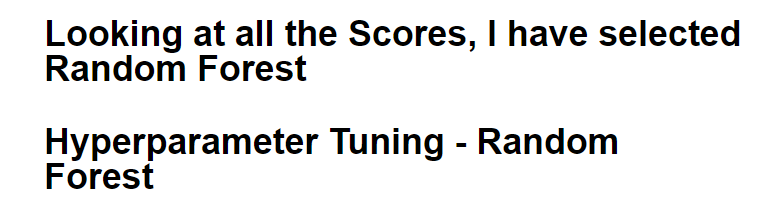 Looking at all the Scores, I have selected
Random Forest
Hyperparameter Tuning - Random
Forest